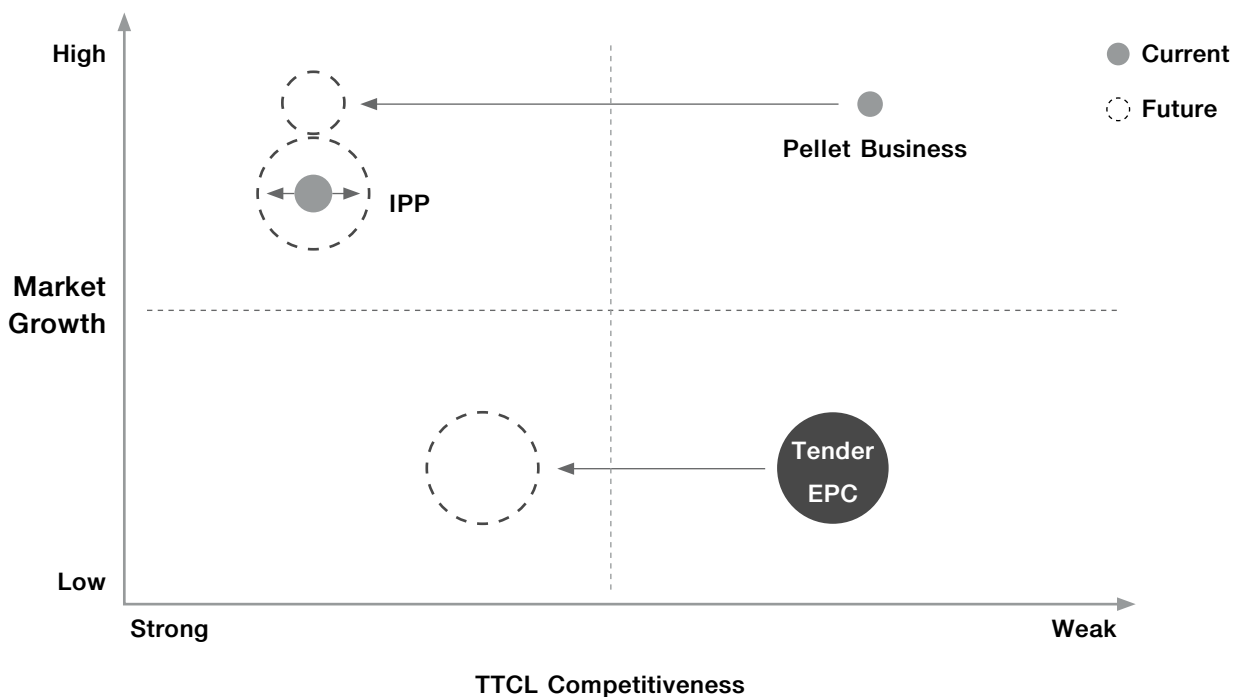 High
Current
Future
Pellet Business
IPP
Market
Growth
Tender
EPC
Low
Strong
Weak
TTCL Competitiveness